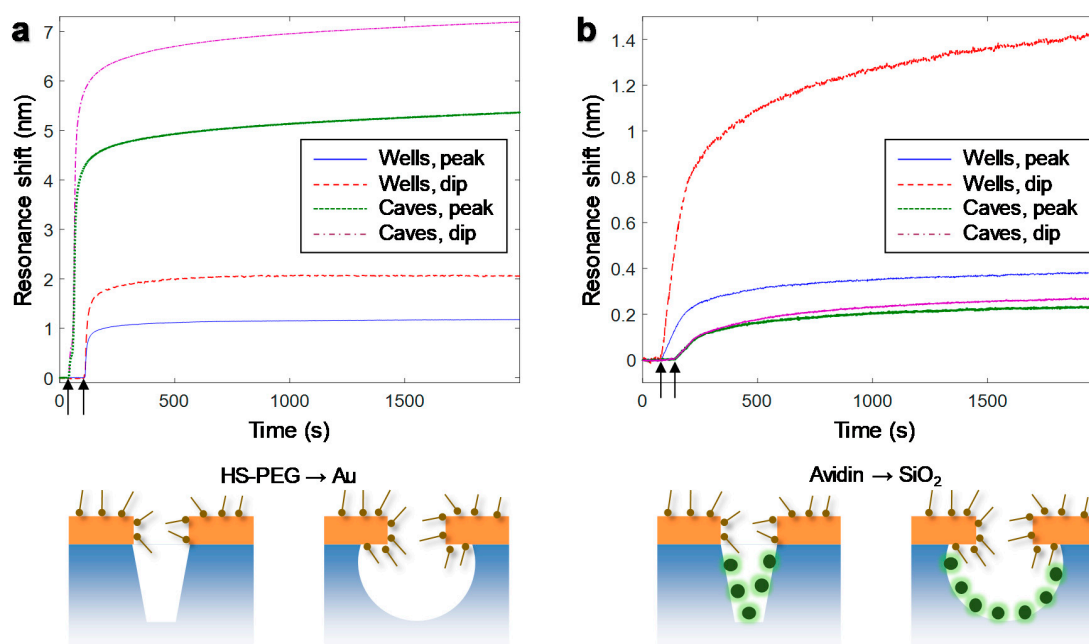 a
Resonance shift (nm)
7
6
5
4
3
2
1
0
0
500
1000
1500
Time (s)
Wells, peak
Wells, dip
Caves, peak
Caves, dip
HS-PEG → Au
b
Resonance shift (nm)
1.4
1.2
1
0.8
0.6
0.4
0.2
0
0
500
1000
1500
Time (s)
Wells, peak
Wells, dip
Caves, peak
Caves, dip
Avidin → SiO₂